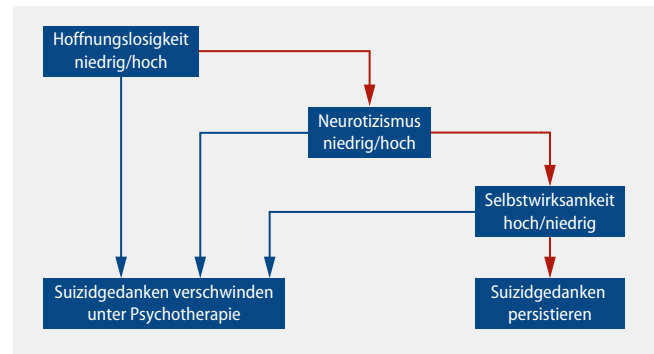 Hoffnungslosigkeit
niedrig/hoch
Neurotizismus
niedrig/hoch
Selbstwirksamkeit
hoch/niedrig
Suizidgedanken verschwinden
unter Psychotherapie
Suizidgedanken
persistieren